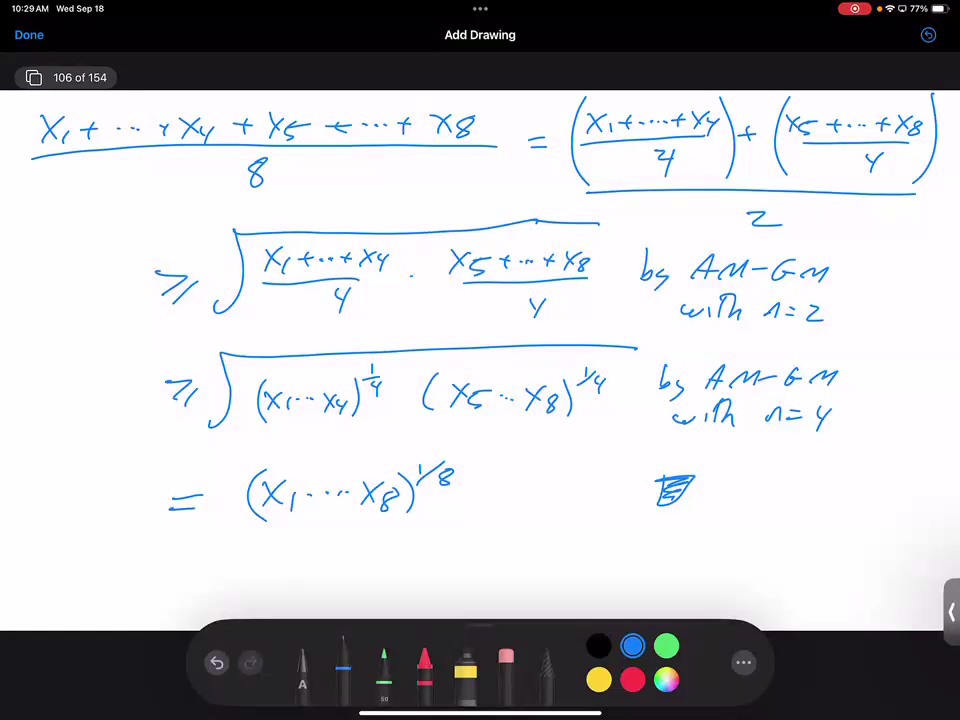 10:29 AM Wed Sep 18 77%
Done Add Drawing
106 of 154
(x1 + ... + x4 + x5 + ... + x8) / 8 = ((x1 + ... + x4)/4) + ((x5 + ... + x8)/4) / 2
≥ √((x1 + ... + x4)/4 · (x5 + ... + x8)/4) by AM-GM
with n=2
≥ √((x1 ... x4)^1/4 (x5 ... x8)^1/4) by AM-GM
with n=4
= (x1 .... x8)^1/8
A
50